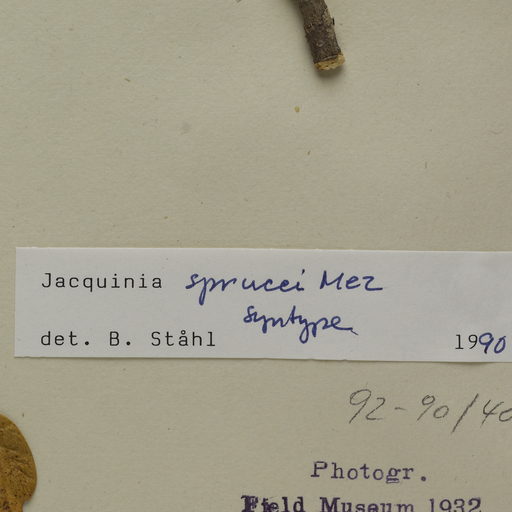 Jacquinia sprucei Mez
syntype
det. B. Ståhl 1990
92-90/40
Photogr.
Field Museum 1932